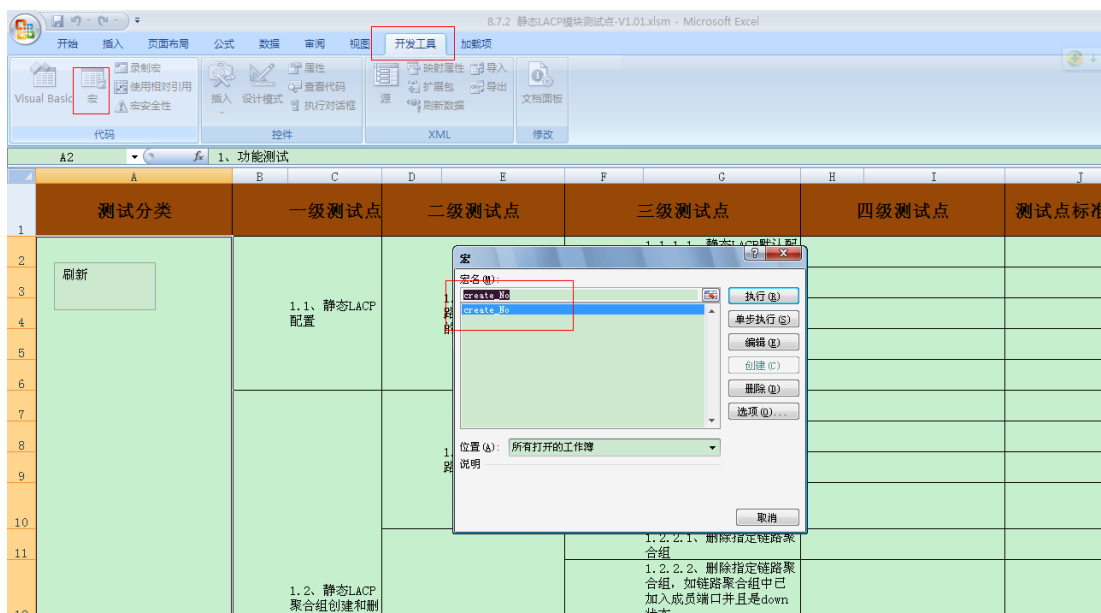 8.7.2 静态LACP模块测试点-V1.01.xlsm - Microsoft Excel
开始 插入 页面布局 公式 数据 审阅 视图 开发工具 加载项
Visual Basic 宏 录制宏 使用相对引用 宏安全性
插入 设计模式 属性 查看代码 执行对话框
源 映射属性 扩展包 刷新数据 导入 导出
文档面板
代码 控件 XML 修改
A2 fx 1、功能测试
A B C D E F G H I J
1 测试分类 一级测试点 二级测试点 三级测试点 四级测试点 测试点标准
2
3
4
5
6
7
8
9
10
11
刷新
1.1、静态LACP
配置
1.2、静态LACP
聚合组创建和删
宏
宏名(M):
create_No
create_No
执行(R)
单步执行(S)
编辑(E)
创建(C)
删除(D)
选项(O)...
位置(A): 所有打开的工作簿
说明
取消
1.2.2.1、删除指定链路聚
合组
1.2.2.2、删除指定链路聚
合组，如链路聚合组中已
加入成员端口并且是down